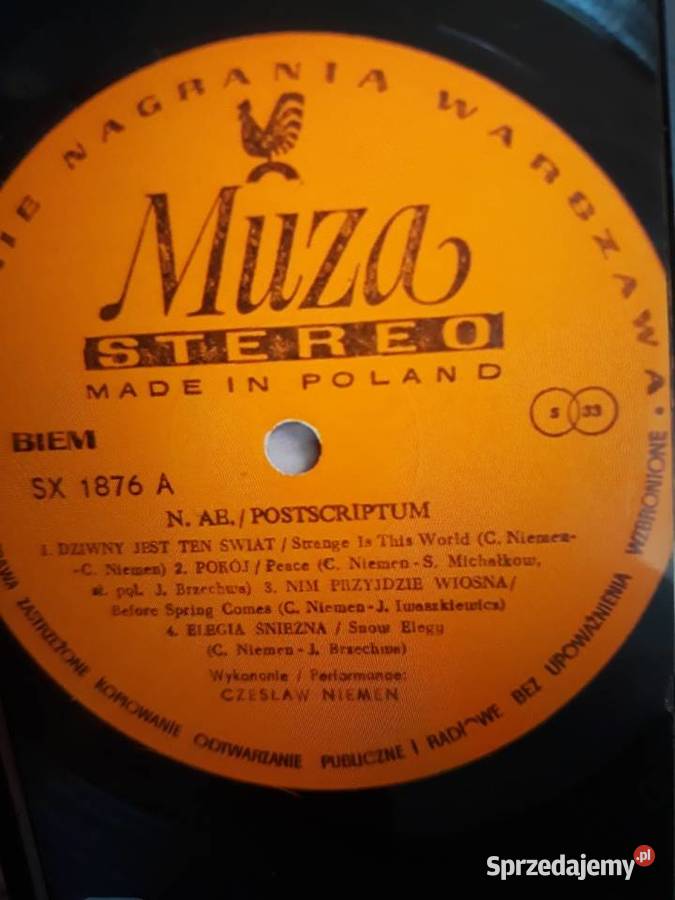 NAGRANIA WARSZAWA •
Muza
STEREO
MADE IN POLAND
S 33
BIEM
SX 1876 A
N. AE./POSTSCRIPTUM
1. DZIWNY JEST TEN ŚWIAT / Strange Is This World (C. Niemen-
-C. Niemen) 2. POKÓJ / Peace (C. Niemen-S. Michałkow,
pol. J. Brzechwa) 3. NIM PRZYJDZIE WIOSNA/
Before Spring Comes (C. Niemen-J. Iwaszkiewicz)
4. ELEGIA ŚNIEŻNA / Snow Elegy
(C. Niemen-J. Brzechwa)
Wykonanie / Performance:
CZESŁAW NIEMEN
ZASTRZEŻONE KOPIOWANIE ODTWARZANIE PUBLICZNE I RADIOWE BEZ UPOWAŻNIENIA WZBRONIONE
Sprzedajemy.pl